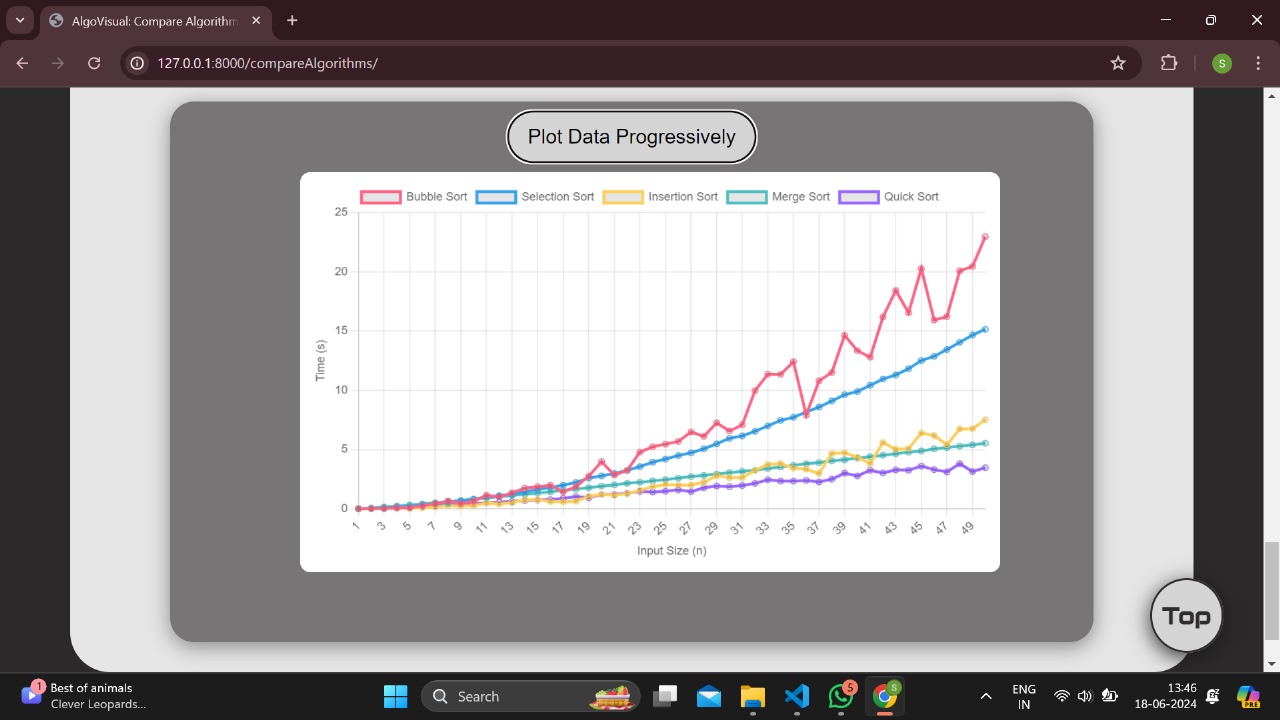 AlgoVisual: Compare Algorithm
127.0.0.1:8000/compareAlgorithms/
S
Plot Data Progressively
Bubble Sort Selection Sort Insertion Sort Merge Sort Quick Sort
25
20
15
10
5
0
Time (s)
1 3 5 7 9 11 13 15 17 19 21 23 25 27 29 31 33 35 37 39 41 43 45 47 49
Input Size (n)
Top
1
Best of animals
Clever Leopards...
Search
5
S
ENG
IN
13:46
18-06-2024
PRE